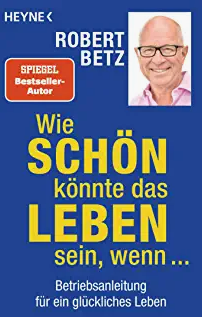 HEYNE <
ROBERT
BETZ
SPIEGEL
Bestseller-
Autor
Wie
SCHÖN
könnte das
LEBEN
sein, wenn ...
Betriebsanleitung
für ein glückliches Leben